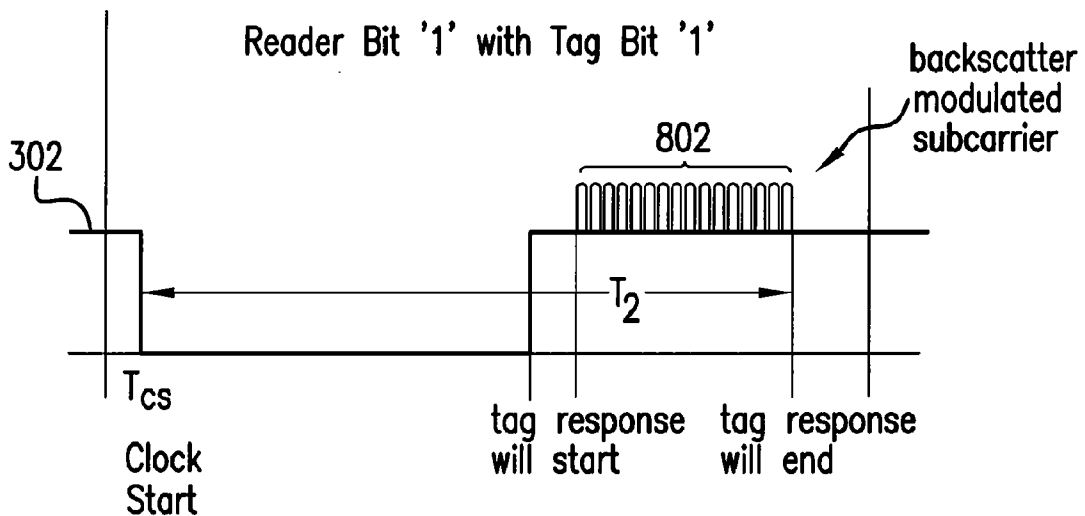 Reader Bit '1' with Tag Bit '1'
backscatter
modulated
subcarrier
802
302
T2
TCS
Clock
Start
tag response
will start
tag response
will end